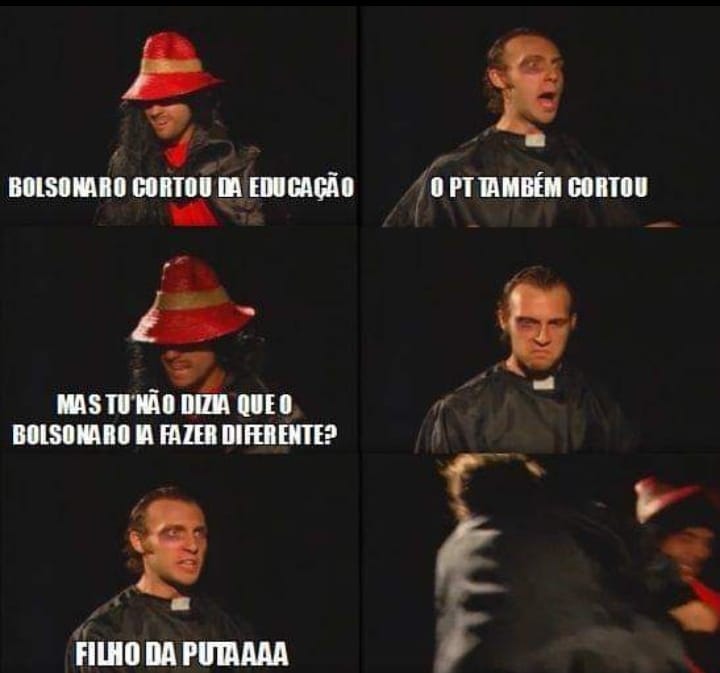 BOLSONARO CORTOU DA EDUCAÇÃO
O PT TAMBÉM CORTOU
MAS TU NÃO DIZIA QUE O
BOLSONARO IA FAZER DIFERENTE?
FILHO DA PUTAAAA